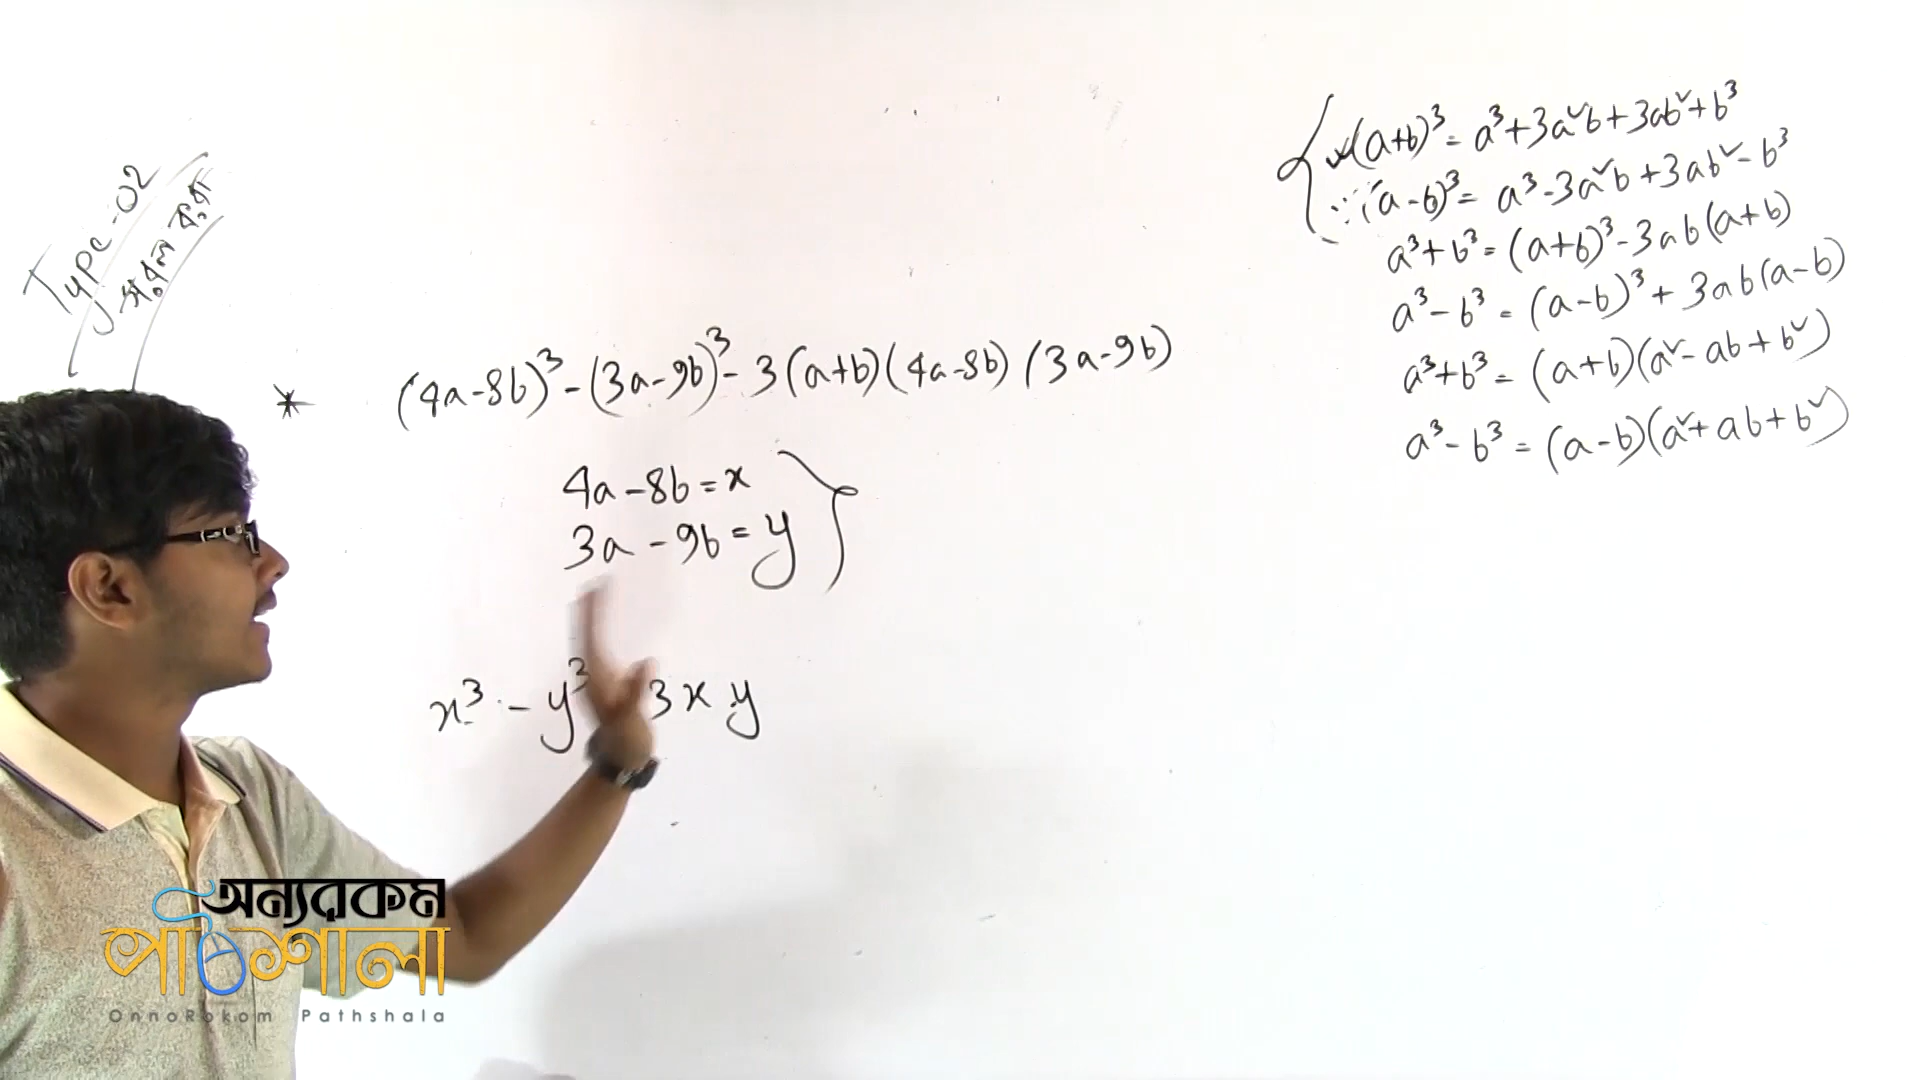 Type-02
সরল কর
* (4a-8b)³-(3a-9b)³-3(a+b)(4a-8b)(3a-9b)
4a-8b=x
3a-9b=y
x³-y³ 3xy
(a+b)³=a³+3a²b+3ab²+b³
∵(a-b)³=a³-3a²b+3ab²-b³
a³+b³=(a+b)³-3ab(a+b)
a³-b³=(a-b)³+3ab(a-b)
a³+b³=(a+b)(a²-ab+b²)
a³-b³=(a-b)(a²+ab+b²)
অন্যরকম
পাঠশালা
OnnoRokom Pathshala